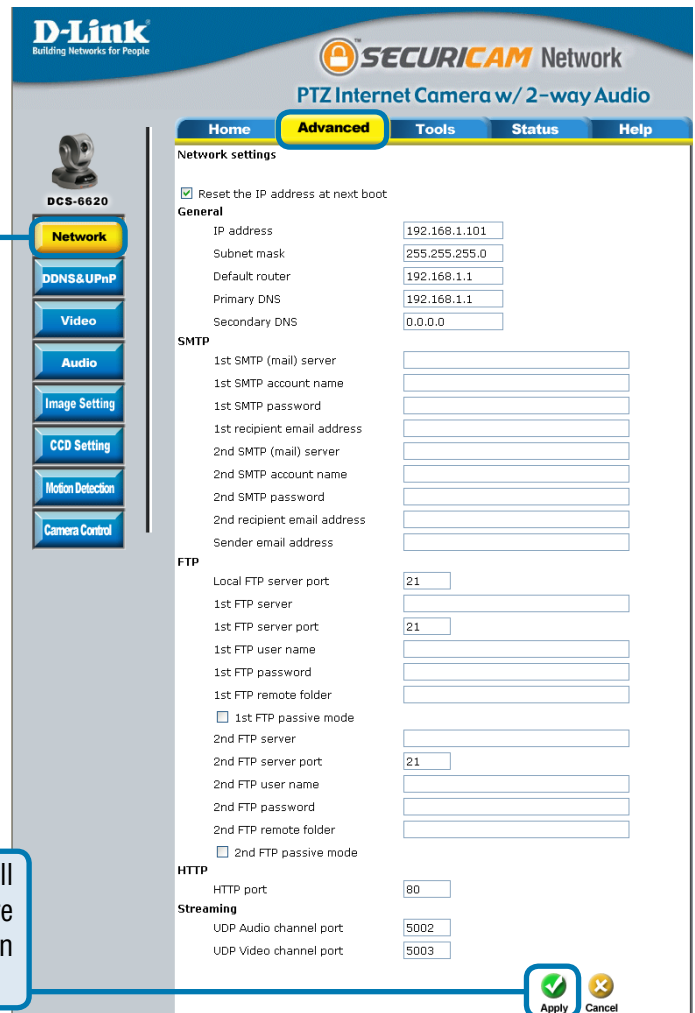 D-Link
Building Networks for People
SECURICAM Network
PTZ Internet Camera w/ 2-way Audio
Home Advanced Tools Status Help
DCS-6620
Network
DDNS&UPnP
Video
Audio
Image Setting
CCD Setting
Motion Detection
Camera Control
Network settings
Reset the IP address at next boot
General
IP address 192.168.1.101
Subnet mask 255.255.255.0
Default router 192.168.1.1
Primary DNS 192.168.1.1
Secondary DNS 0.0.0.0
SMTP
1st SMTP (mail) server
1st SMTP account name
1st SMTP password
1st recipient email address
2nd SMTP (mail) server
2nd SMTP account name
2nd SMTP password
2nd recipient email address
Sender email address
FTP
Local FTP server port 21
1st FTP server
1st FTP server port 21
1st FTP user name
1st FTP password
1st FTP remote folder
1st FTP passive mode
2nd FTP server
2nd FTP server port 21
2nd FTP user name
2nd FTP password
2nd FTP remote folder
2nd FTP passive mode
HTTP
HTTP port 80
Streaming
UDP Audio channel port 5002
UDP Video channel port 5003
Apply Cancel